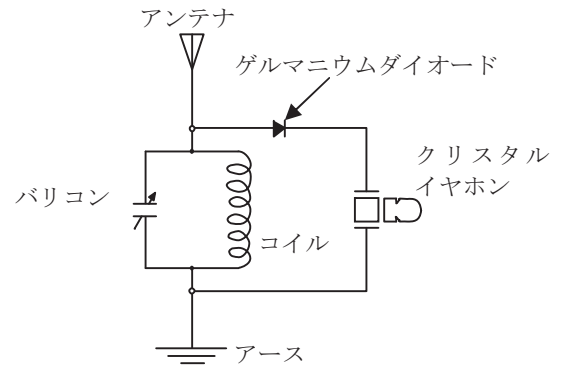 アンテナ
ゲルマニウムダイオード
クリスタル
イヤホン
バリコン
コイル
アース